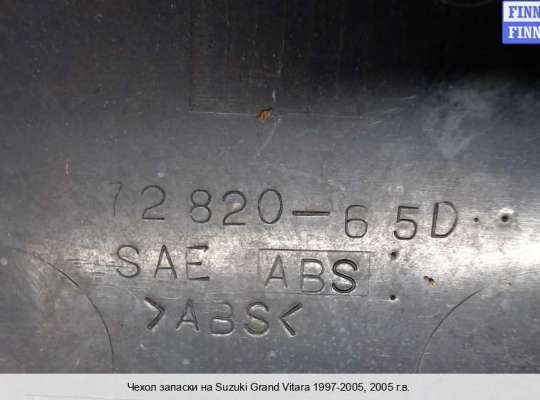 FINN
FINN
72820-65D
SAE ABS
>ABS<
Чехол запаски на Suzuki Grand Vitara 1997-2005, 2005 г.в.